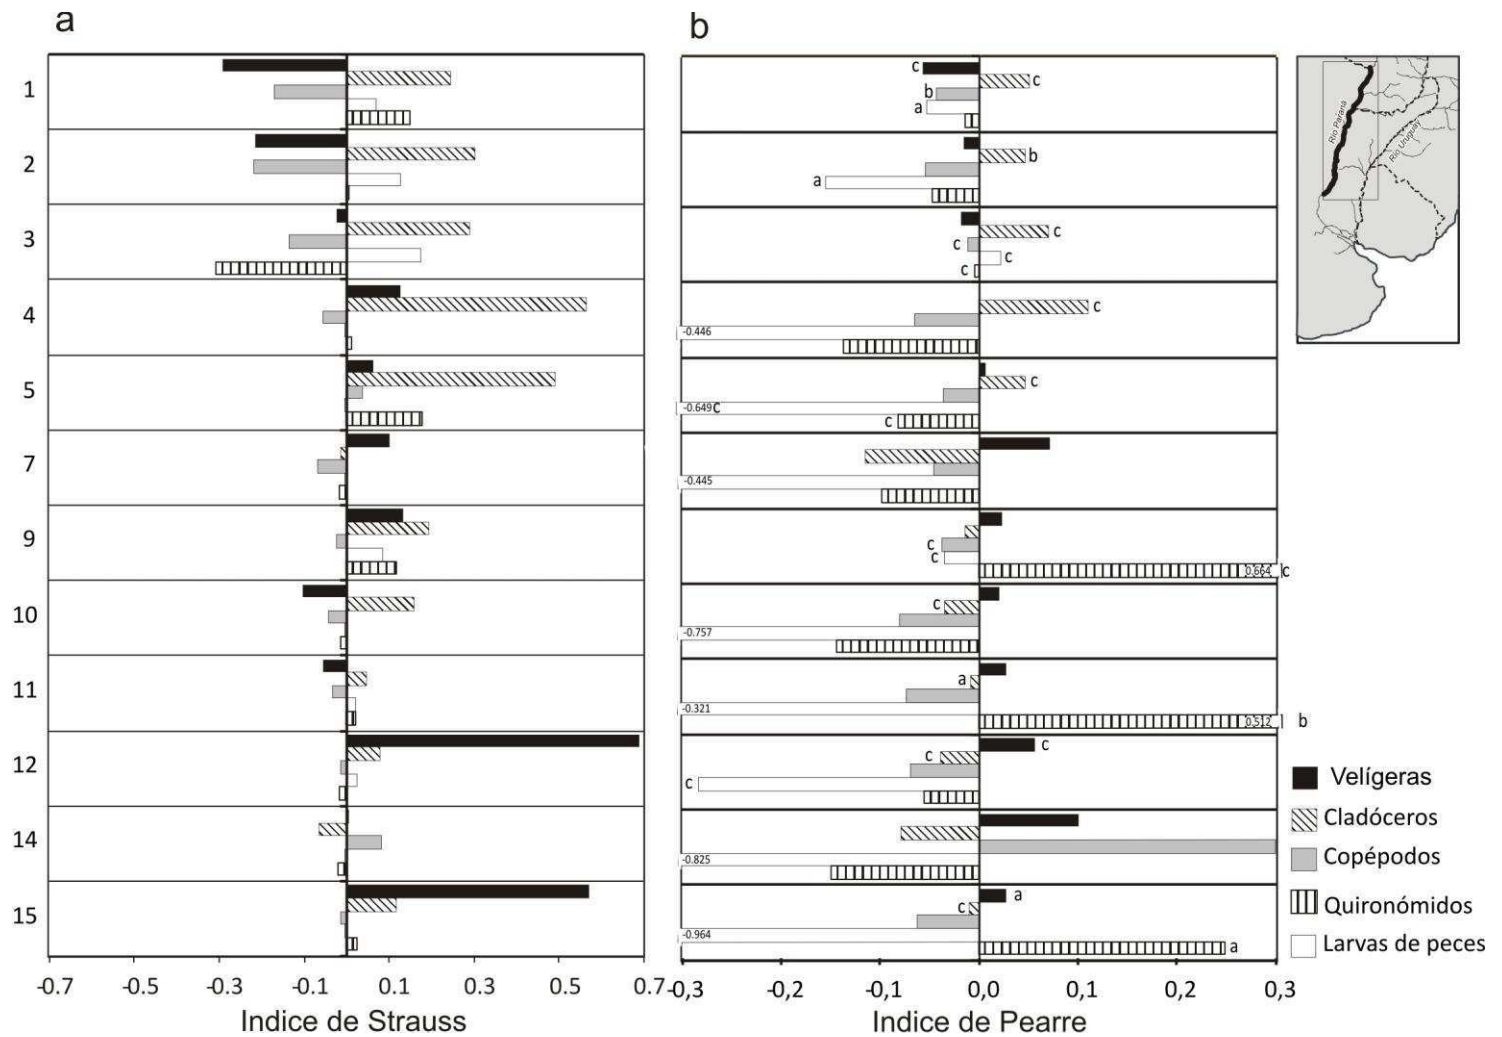 a
b
1
c
c
b
a
2
b
a
3
c
c
c
c
4
c
-0.446
5
c
-0.649
c
c
7
-0.445
9
c
c
0,664
c
10
c
-0.757
11
a
-0.321
0,512
b
12
c
c
c
14
-0.825
15
a
c
-0.964
a
-0.7
-0.5
-0.3
-0.1
0.1
0.3
0.5
0.7
Indice de Strauss
-0,3
-0,2
-0,1
0,0
0,1
0,2
0,3
Indice de Pearre
Río Paraná
Río Uruguay
Velígeras
Cladóceros
Copépodos
Quironómidos
Larvas de peces